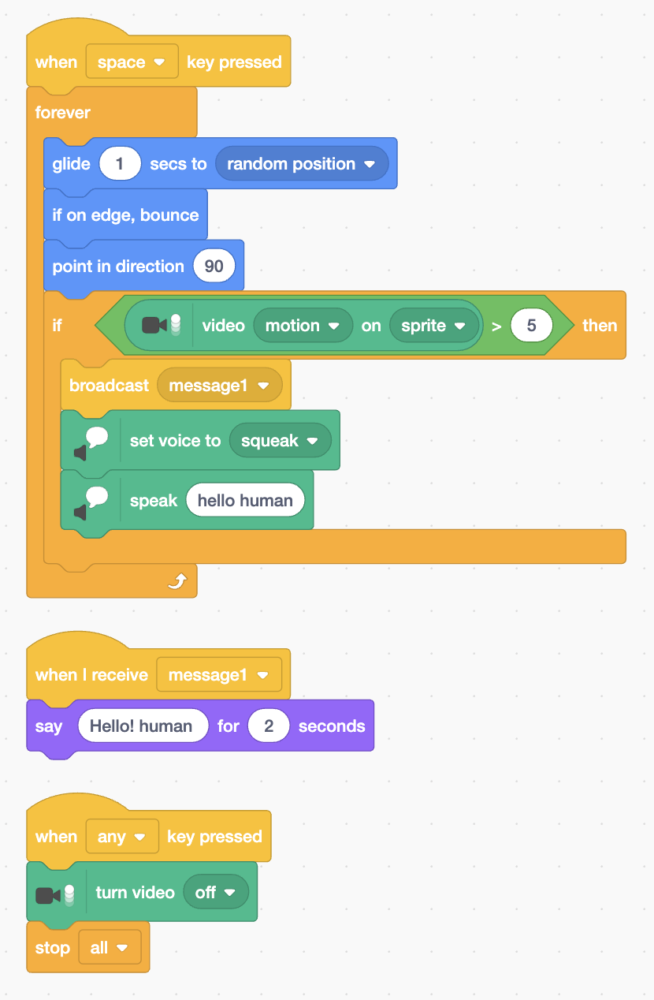 when space key pressed
forever
glide 1 secs to random position
if on edge, bounce
point in direction 90
if video motion on sprite > 5 then
broadcast message1
set voice to squeak
speak hello human
when I receive message1
say Hello! human for 2 seconds
when any key pressed
turn video off
stop all